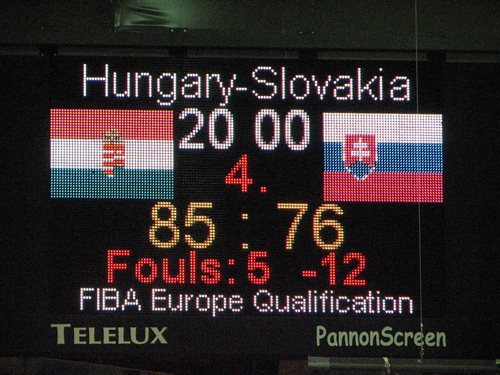 Hungary-Slovakia
20 00
4.
85 : 76
Fouls: 5 -12
FIBA Europe Qualification
TELELUX PannonScreen